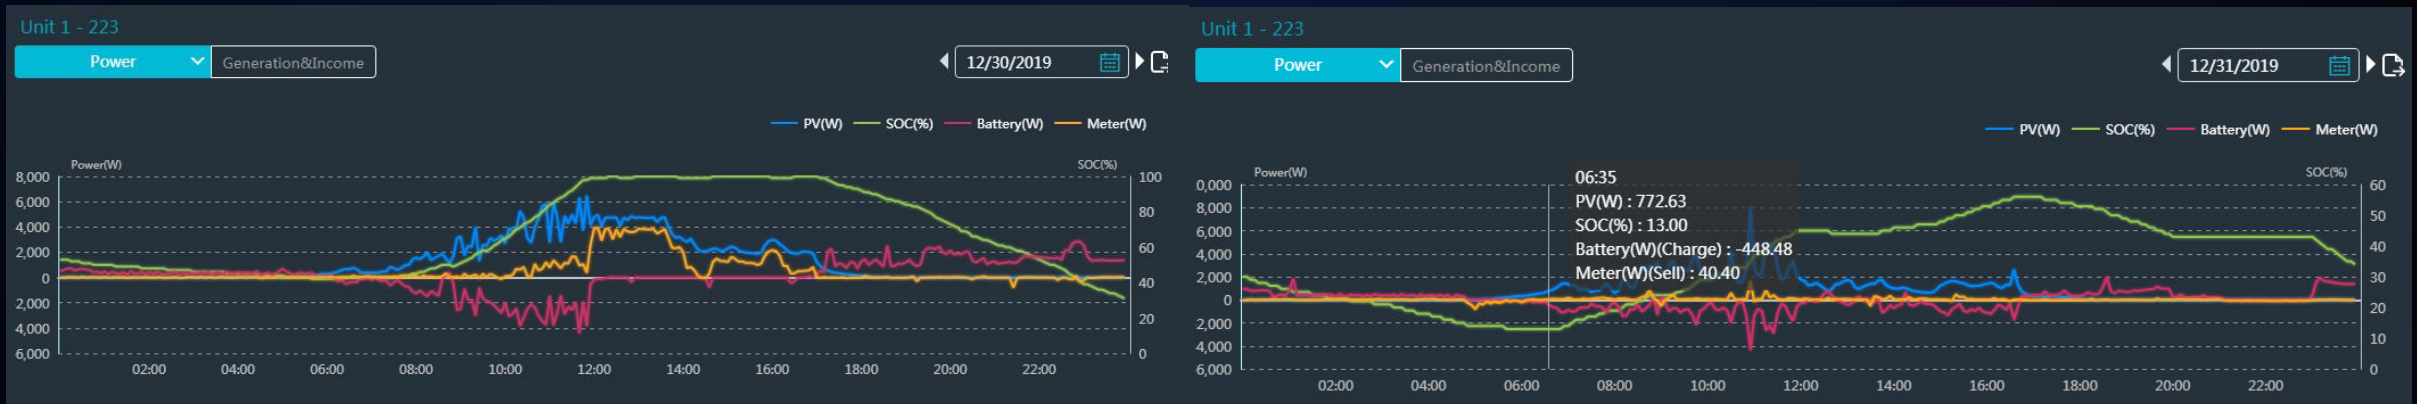 Unit 1 - 223
Power
Generation&Income
12/30/2019
PV(W) SOC(%) Battery(W) Meter(W)
Power(W) SOC(%)
8,000 100
6,000 80
4,000
2,000 60
0 40
2,000
4,000 20
6,000 0
02:00 04:00 06:00 08:00 10:00 12:00 14:00 16:00 18:00 20:00 22:00
Unit 1 - 223
Power
Generation&Income
12/31/2019
PV(W) SOC(%) Battery(W) Meter(W)
Power(W) SOC(%)
0,000 60
8,000 50
6,000 40
4,000
2,000 30
0 20
2,000
4,000 10
6,000 0
06:35
PV(W) : 772.63
SOC(%) : 13.00
Battery(W)(Charge) : -448.48
Meter(W)(Sell) : 40.40
02:00 04:00 06:00 08:00 10:00 12:00 14:00 16:00 18:00 20:00 22:00